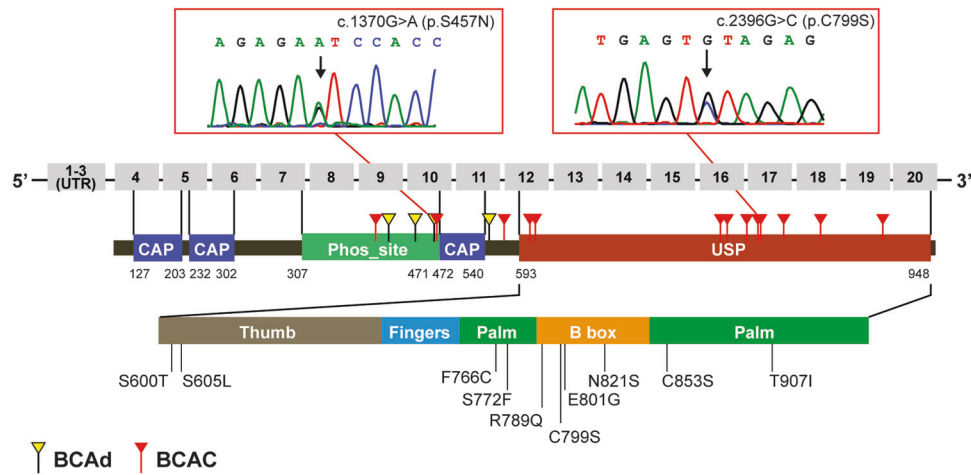 c.1370G>A (p.S457N)
A G A G A A T C C A C C
c.2396G>C (p.C799S)
T G A G T G T A G A G
5’ 1-3 (UTR) 4 5 6 7 8 9 10 11 12 13 14 15 16 17 18 19 20 3’
CAP CAP Phos_site CAP USP
127 203 232 302 307 471 472 540 593 948
Thumb Fingers Palm B box Palm
S600T S605L F766C S772F R789Q C799S E801G N821S C853S T907I
BCAd BCAC